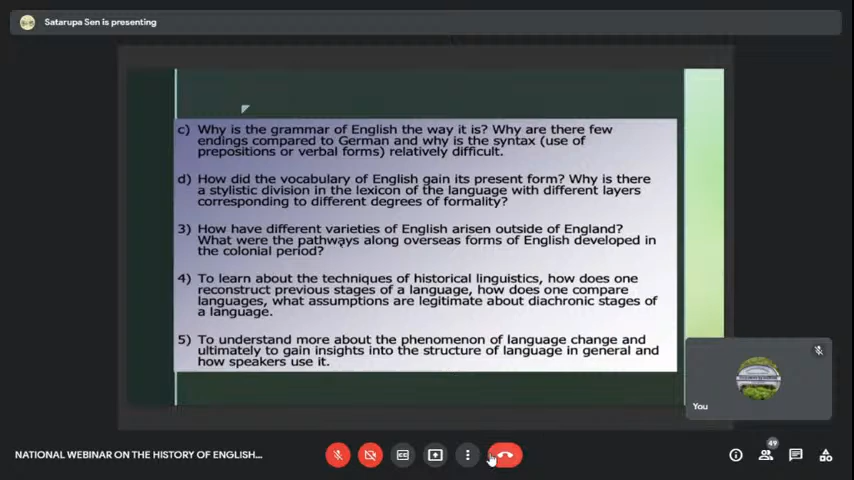 Satarupa Sen is presenting
c) Why is the grammar of English the way it is? Why are there few
endings compared to German and why is the syntax (use of
prepositions or verbal forms) relatively difficult.
d) How did the vocabulary of English gain its present form? Why is there
a stylistic division in the lexicon of the language with different layers
corresponding to different degrees of formality?
3) How have different varieties of English arisen outside of England?
What were the pathways along overseas forms of English developed in
the colonial period?
4) To learn about the techniques of historical linguistics, how does one
reconstruct previous stages of a language, how does one compare
languages, what assumptions are legitimate about diachronic stages of
a language.
5) To understand more about the phenomenon of language change and
ultimately to gain insights into the structure of language in general and
how speakers use it.
You
NATIONAL WEBINAR ON THE HISTORY OF ENGLISH...
CC
49